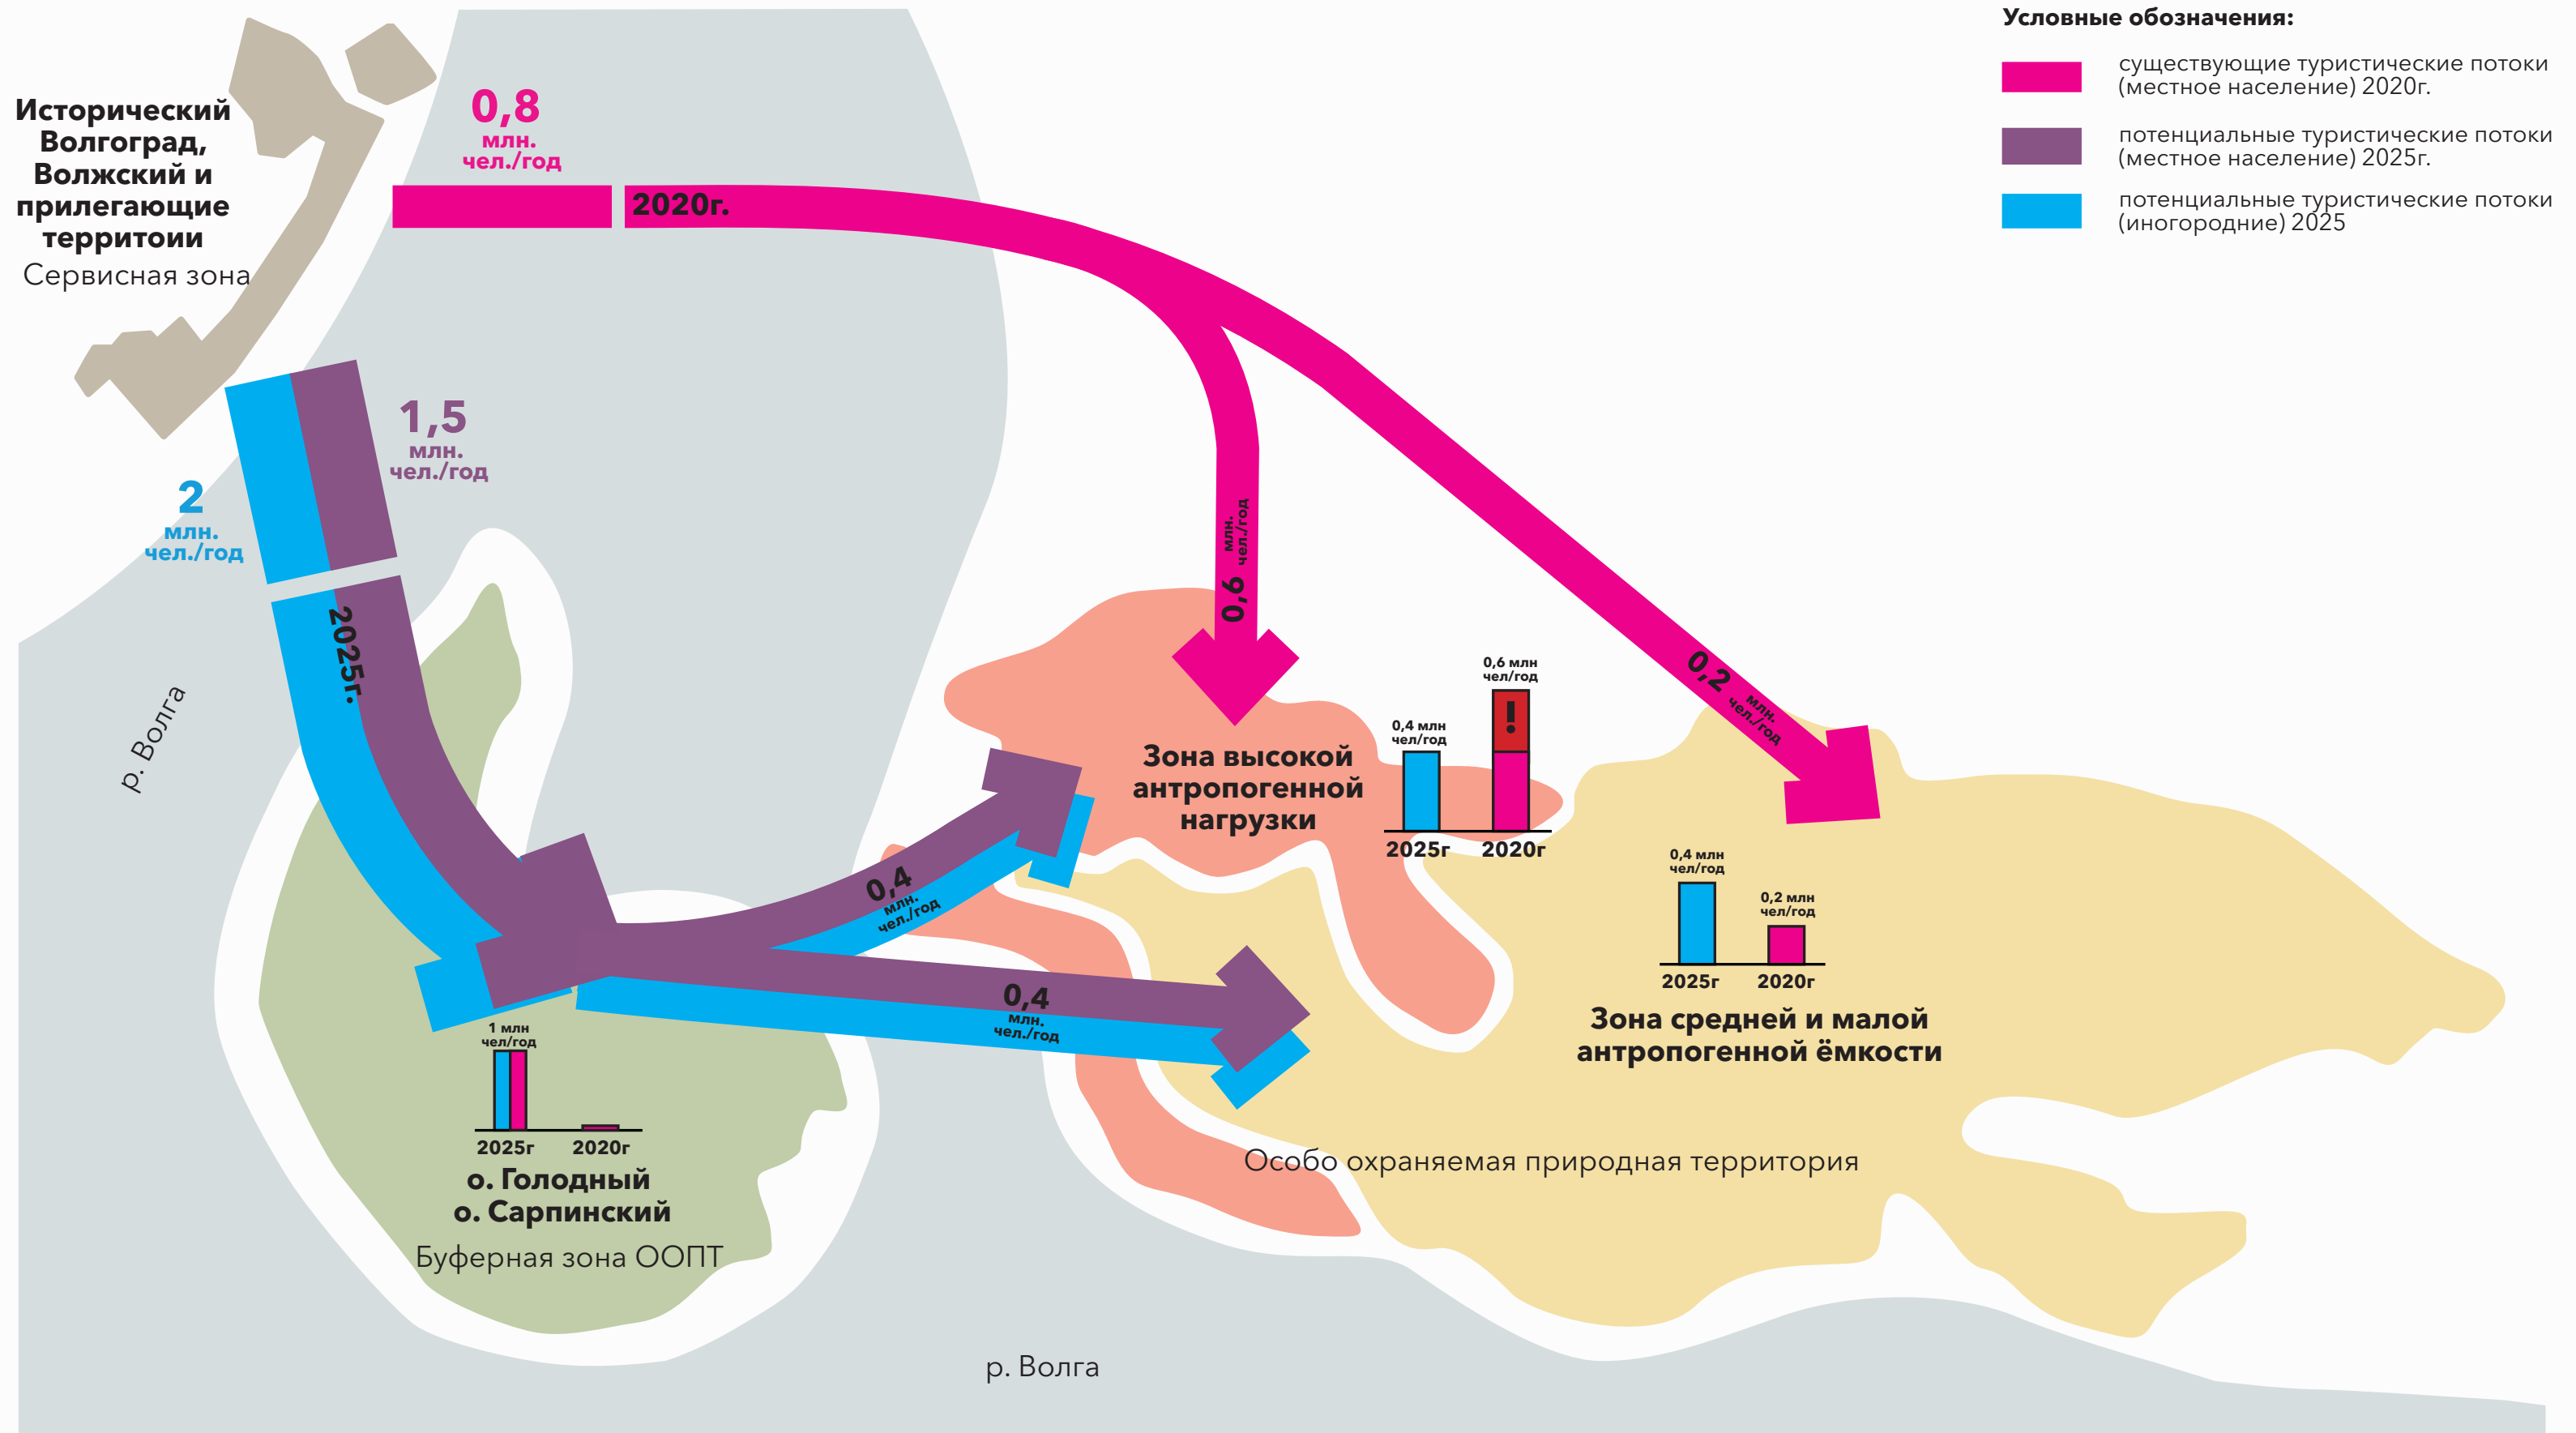 Условные обозначения:
существующие туристические потоки
(местное население) 2020г.
потенциальные туристические потоки
(местное население) 2025г.
потенциальные туристические потоки
(иногородние) 2025
Исторический
Волгоград,
Волжский и
прилегающие
территоии
Сервисная зона
0,8
млн.
чел./год
2020г.
1,5
млн.
чел./год
2
млн.
чел./год
2025г.
р. Волга
0,6
млн.
чел./год
0,2
млн.
чел./год
0,4
млн.
чел./год
0,4
млн.
чел./год
Зона высокой
антропогенной
нагрузки
0,4 млн
чел/год
0,6 млн
чел/год
!
2025г
2020г
0,4 млн
чел/год
0,2 млн
чел/год
2025г
2020г
Зона средней и малой
антропогенной ёмкости
Особо охраняемая природная территория
1 млн
чел/год
2025г
2020г
о. Голодный
о. Сарпинский
Буферная зона ООПТ
р. Волга